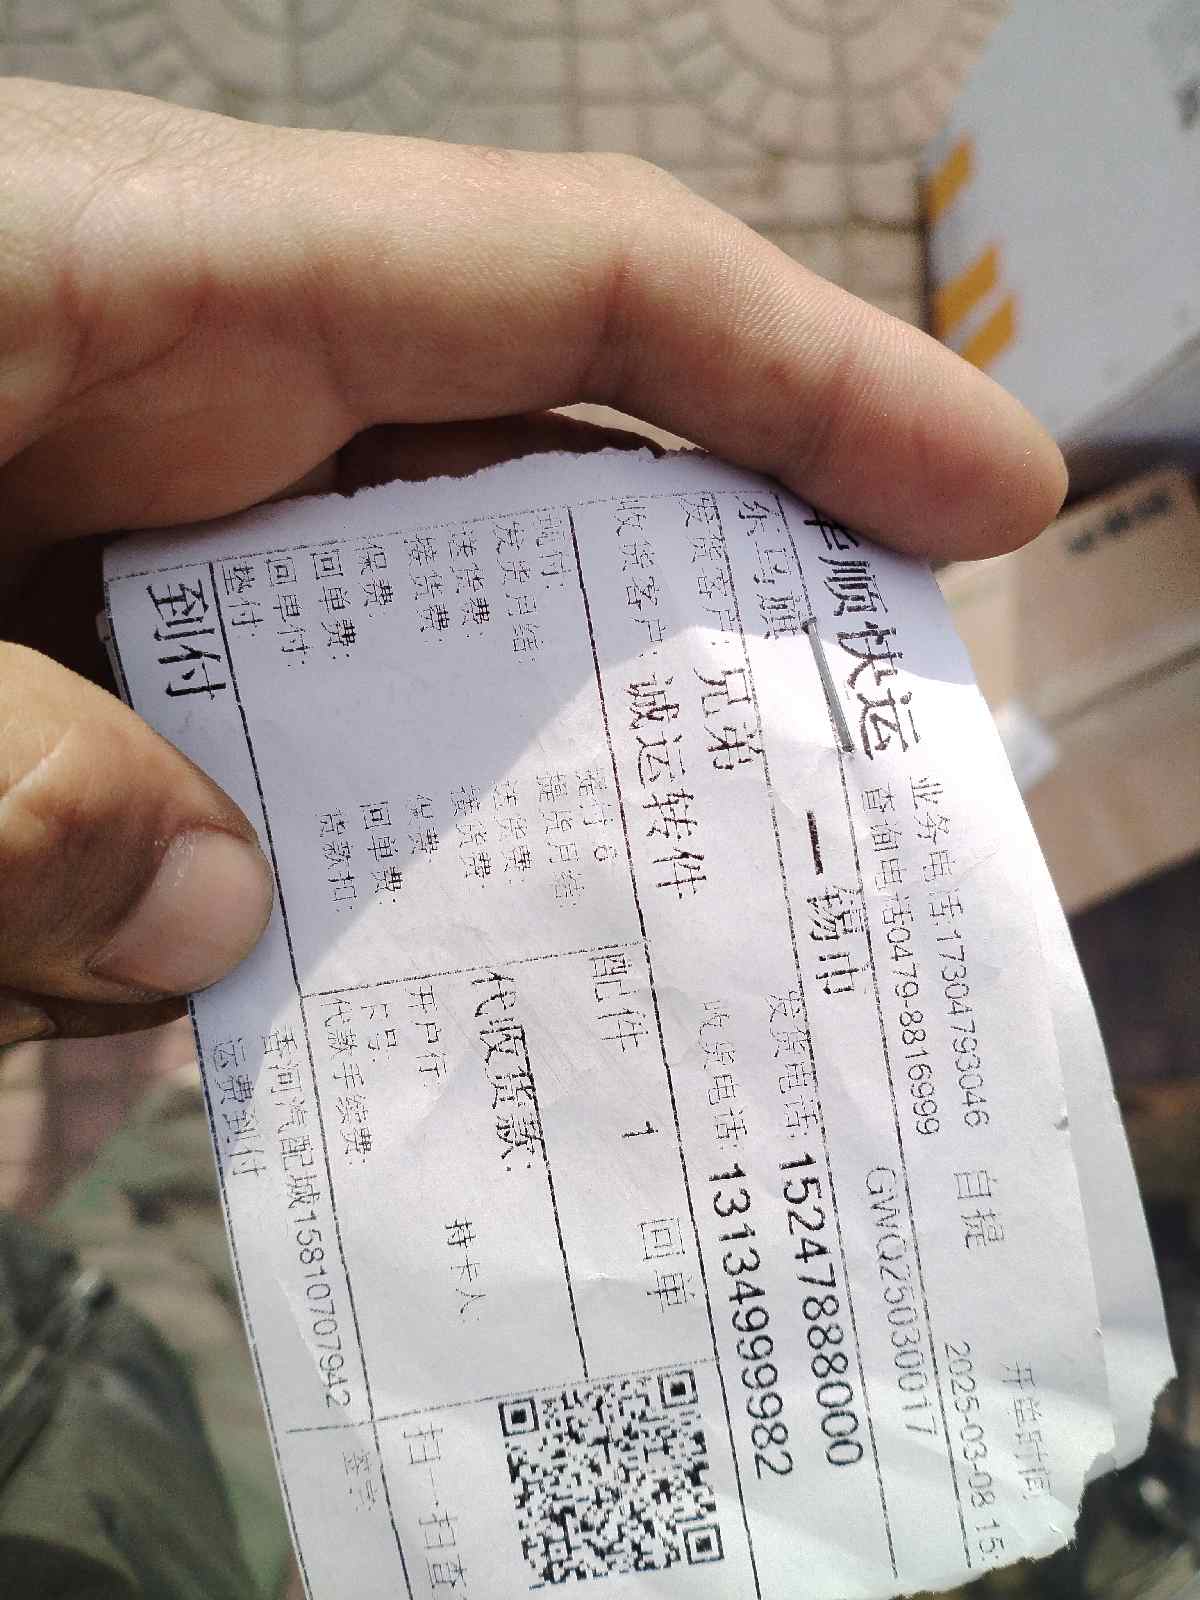 顺快运
业务电话17304793046 自提
开单时间
查询电话0479-8816999
2025-03-08 15:
旗 — 锡市
GWQ250300017
发货客户: 兄弟
发货电话: 15247888000
收货客户: 诚运转件
收货电话: 13134999982
配件 1 回单
现付:
提付: 6
发货月结:
提货月结:
送货费:
送货费:
接货费:
接货费:
保费:
保费:
回单费:
回单费:
回单付:
货款扣:
垫付:
代收货款:
开户行:
卡号:
持卡人:
代款手续费:
扫一扫查
到付
香河汽配城15810707942
运费到付
签字: